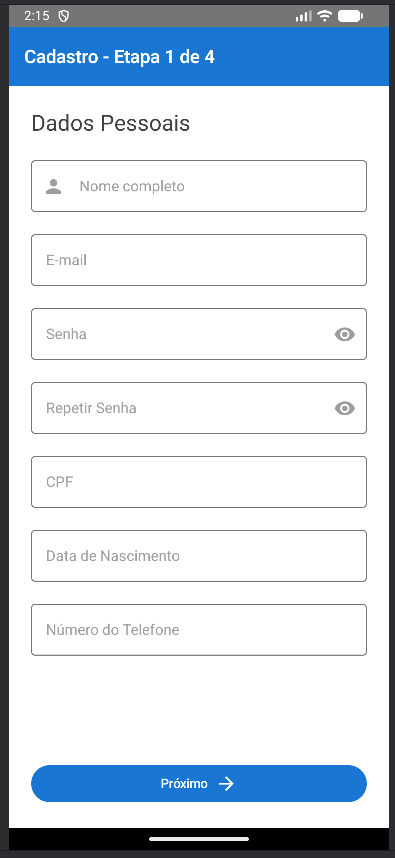 2:15
Cadastro - Etapa 1 de 4
Dados Pessoais
Nome completo
E-mail
Senha
Repetir Senha
CPF
Data de Nascimento
Número do Telefone
Próximo